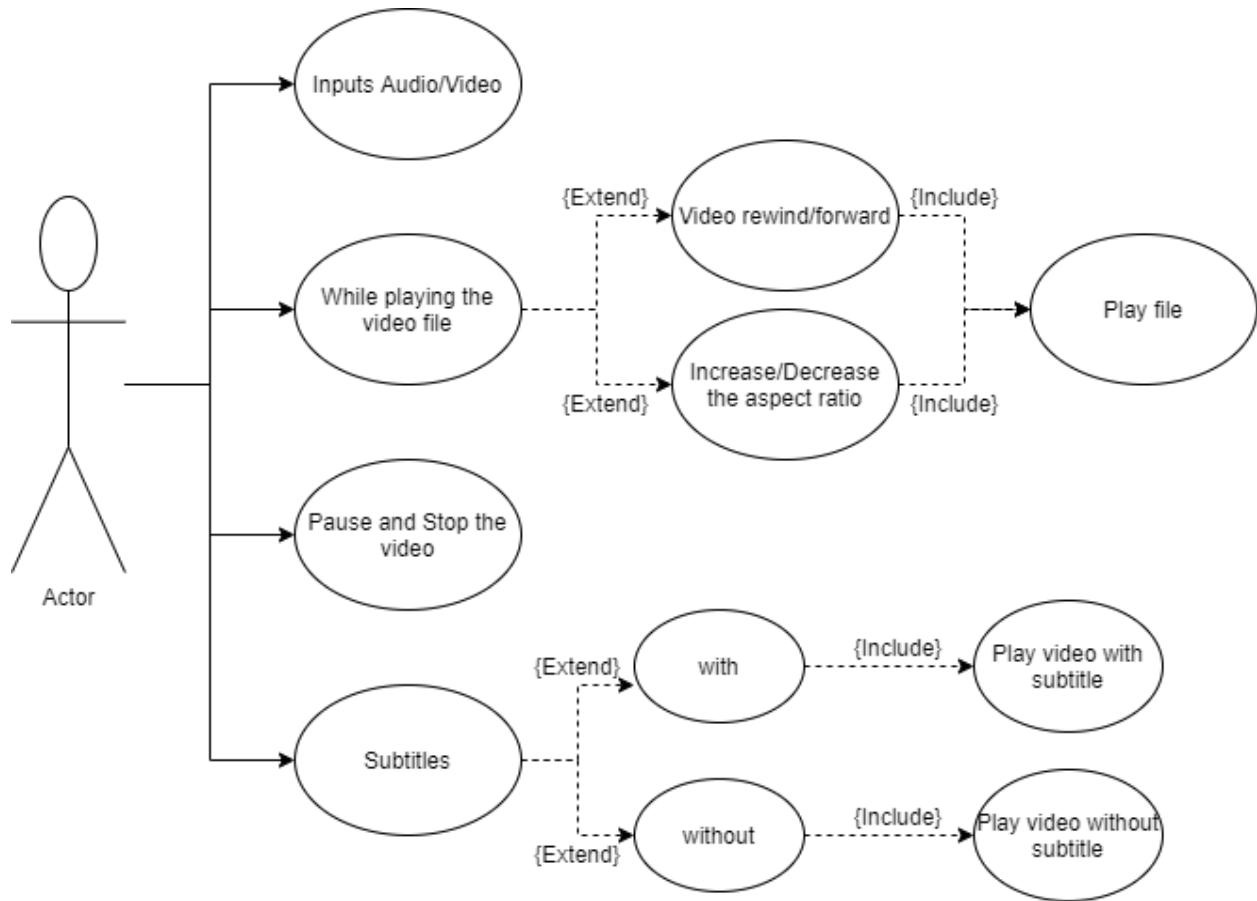 Inputs Audio/Video
{Extend}
Video rewind/forward
{Include}
While playing the
video file
Play file
{Extend}
Increase/Decrease
the aspect ratio
{Include}
Pause and Stop the
video
Actor
{Extend}
with
{Include}
Play video with
subtitle
Subtitles
{Extend}
without
{Include}
Play video without
subtitle